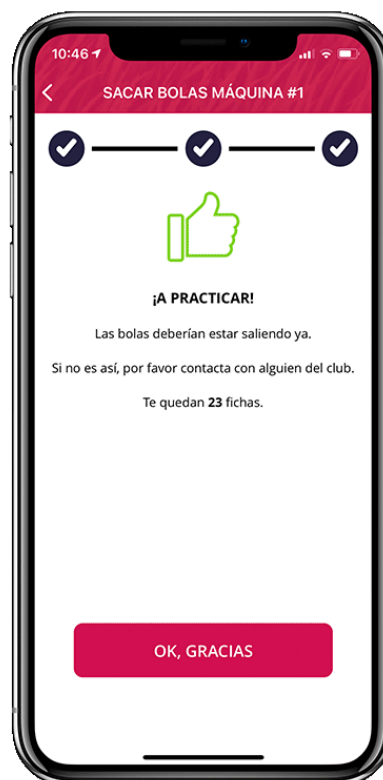 10:46
SACAR BOLAS MÁQUINA #1
¡A PRACTICAR!
Las bolas deberían estar saliendo ya.
Si no es así, por favor contacta con alguien del club.
Te quedan 23 fichas.
OK, GRACIAS